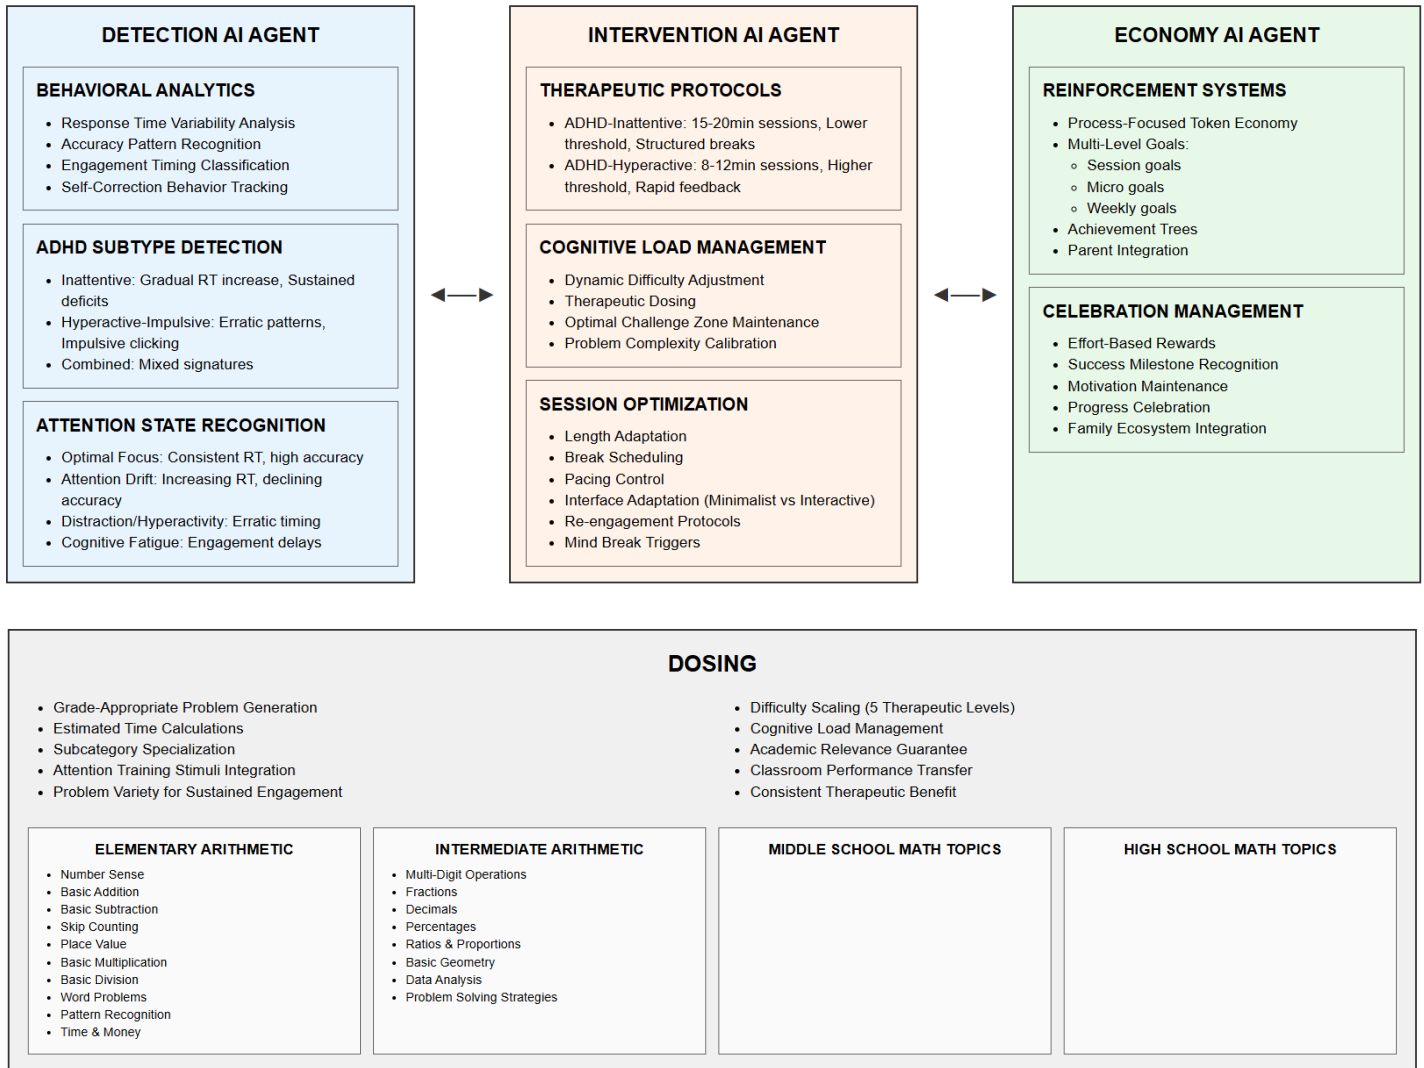 DETECTION AI AGENT
BEHAVIORAL ANALYTICS
• Response Time Variability Analysis
• Accuracy Pattern Recognition
• Engagement Timing Classification
• Self-Correction Behavior Tracking
ADHD SUBTYPE DETECTION
• Inattentive: Gradual RT increase, Sustained
deficits
• Hyperactive-Impulsive: Erratic patterns,
Impulsive clicking
• Combined: Mixed signatures
ATTENTION STATE RECOGNITION
• Optimal Focus: Consistent RT, high accuracy
• Attention Drift: Increasing RT, declining
accuracy
• Distraction/Hyperactivity: Erratic timing
• Cognitive Fatigue: Engagement delays
INTERVENTION AI AGENT
THERAPEUTIC PROTOCOLS
• ADHD-Inattentive: 15-20min sessions, Lower
threshold, Structured breaks
• ADHD-Hyperactive: 8-12min sessions, Higher
threshold, Rapid feedback
COGNITIVE LOAD MANAGEMENT
• Dynamic Difficulty Adjustment
• Therapeutic Dosing
• Optimal Challenge Zone Maintenance
• Problem Complexity Calibration
SESSION OPTIMIZATION
• Length Adaptation
• Break Scheduling
• Pacing Control
• Interface Adaptation (Minimalist vs Interactive)
• Re-engagement Protocols
• Mind Break Triggers
ECONOMY AI AGENT
REINFORCEMENT SYSTEMS
• Process-Focused Token Economy
• Multi-Level Goals:
◦ Session goals
◦ Micro goals
◦ Weekly goals
• Achievement Trees
• Parent Integration
CELEBRATION MANAGEMENT
• Effort-Based Rewards
• Success Milestone Recognition
• Motivation Maintenance
• Progress Celebration
• Family Ecosystem Integration
DOSING
• Grade-Appropriate Problem Generation
• Estimated Time Calculations
• Subcategory Specialization
• Attention Training Stimuli Integration
• Problem Variety for Sustained Engagement
• Difficulty Scaling (5 Therapeutic Levels)
• Cognitive Load Management
• Academic Relevance Guarantee
• Classroom Performance Transfer
• Consistent Therapeutic Benefit
ELEMENTARY ARITHMETIC
• Number Sense
• Basic Addition
• Basic Subtraction
• Skip Counting
• Place Value
• Basic Multiplication
• Basic Division
• Word Problems
• Pattern Recognition
• Time & Money
INTERMEDIATE ARITHMETIC
• Multi-Digit Operations
• Fractions
• Decimals
• Percentages
• Ratios & Proportions
• Basic Geometry
• Data Analysis
• Problem Solving Strategies
MIDDLE SCHOOL MATH TOPICS
HIGH SCHOOL MATH TOPICS